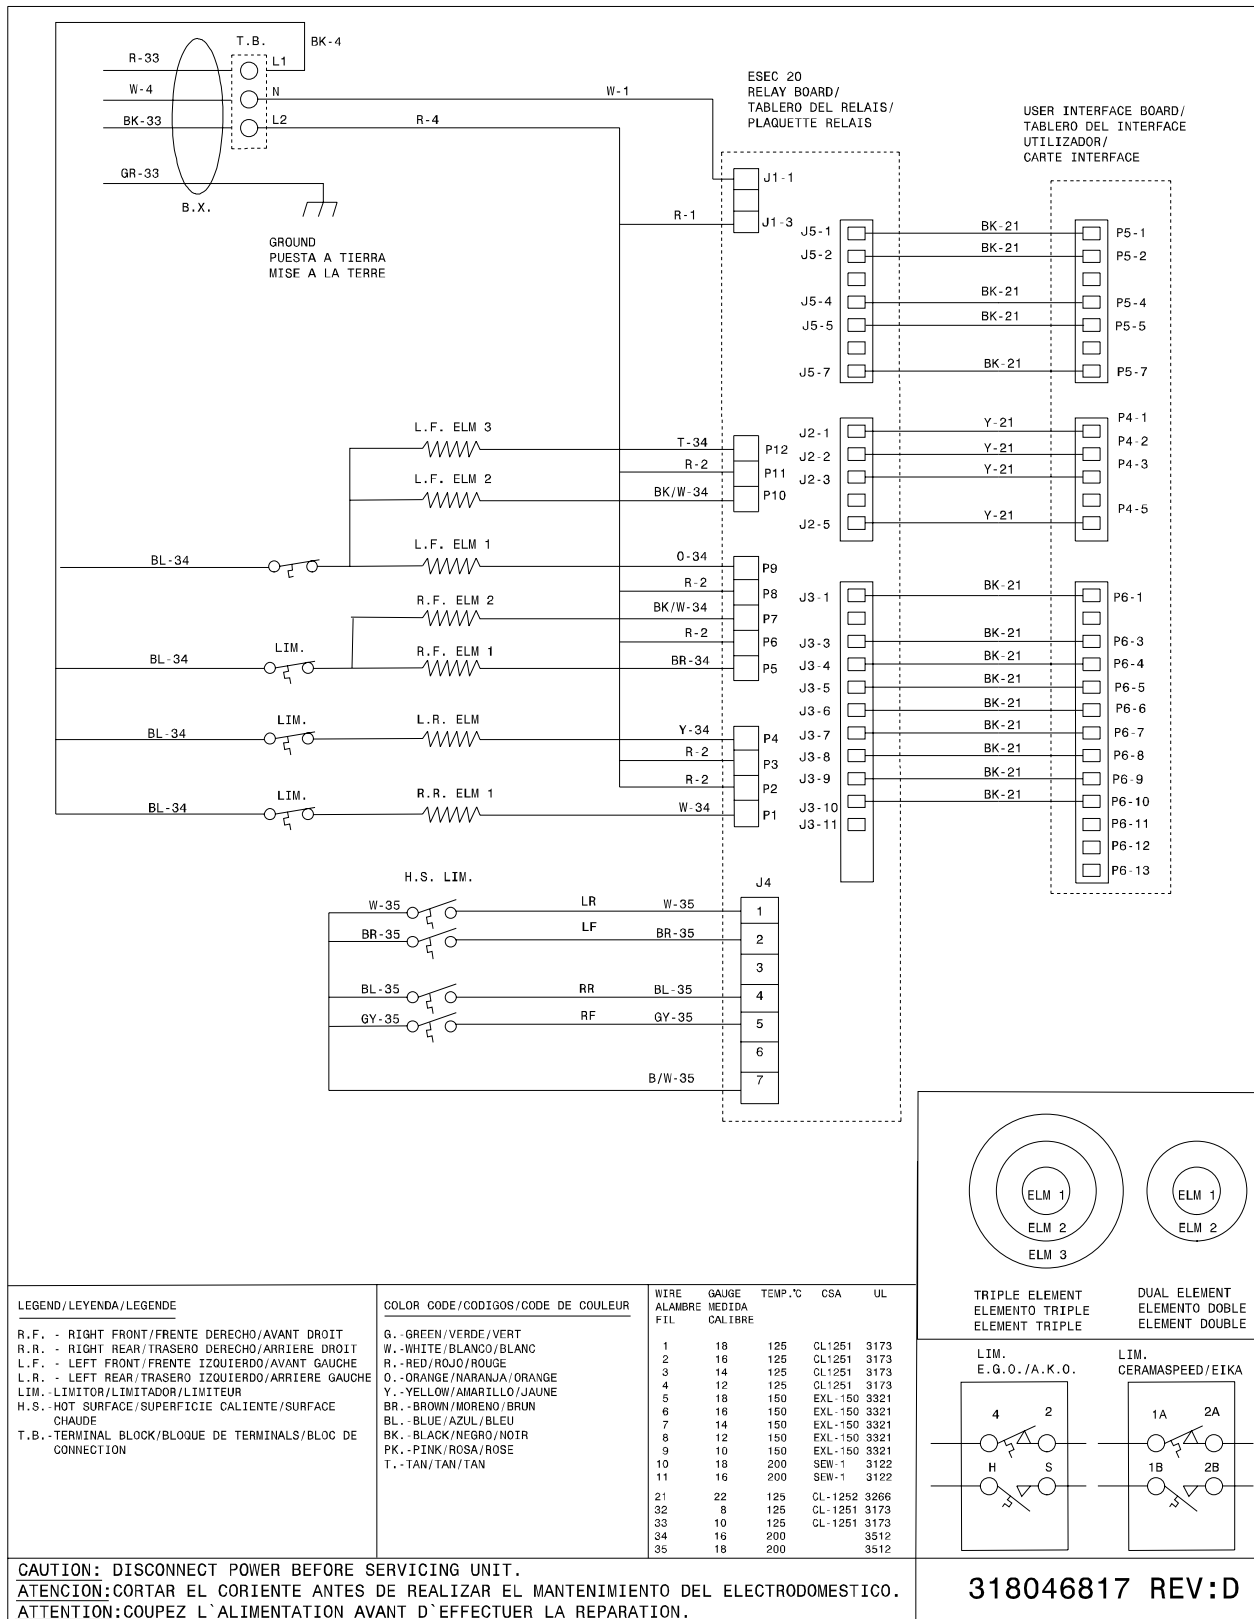 T.B.
BK-4
R-33
L1
W-4
N
W-1
BK-33
L2
R-4
GR-33
B.X.
GROUND
PUESTA A TIERRA
MISE A LA TERRE
ESEC 20
RELAY BOARD/
TABLERO DEL RELAIS/
PLAQUETTE RELAIS
USER INTERFACE BOARD/
TABLERO DEL INTERFACE
UTILIZADOR/
CARTE INTERFACE
J1-1
R-1
J1-3
J5-1 BK-21 P5-1
J5-2 BK-21 P5-2
J5-4 BK-21 P5-4
J5-5 BK-21 P5-5
J5-7 BK-21 P5-7
L.F. ELM 3
T-34
P12
R-2
P11
L.F. ELM 2
BK/W-34
P10
J2-1 Y-21 P4-1
J2-2 Y-21 P4-2
J2-3 Y-21 P4-3
J2-5 Y-21 P4-5
BL-34
L.F. ELM 1
O-34
P9
R-2
P8
R.F. ELM 2
BK/W-34
P7
R-2
P6
BL-34
LIM.
R.F. ELM 1
BR-34
P5
BL-34
LIM.
L.R. ELM
Y-34
P4
R-2
P3
R-2
P2
BL-34
LIM.
R.R. ELM 1
W-34
P1
J3-1 BK-21 P6-1
J3-3 BK-21 P6-3
J3-4 BK-21 P6-4
J3-5 BK-21 P6-5
J3-6 BK-21 P6-6
J3-7 BK-21 P6-7
J3-8 BK-21 P6-8
J3-9 BK-21 P6-9
J3-10 BK-21 P6-10
J3-11 P6-11
P6-12
P6-13
H.S. LIM.
J4
W-35 LR W-35 1
BR-35 LF BR-35 2
3
BL-35 RR BL-35 4
GY-35 RF GY-35 5
6
B/W-35 7
ELM 1
ELM 2
ELM 3
TRIPLE ELEMENT
ELEMENTO TRIPLE
ELEMENT TRIPLE
ELM 1
ELM 2
DUAL ELEMENT
ELEMENTO DOBLE
ELEMENT DOUBLE
LEGEND/LEYENDA/LEGENDE
R.F. - RIGHT FRONT/FRENTE DERECHO/AVANT DROIT
R.R. - RIGHT REAR/TRASERO DERECHO/ARRIERE DROIT
L.F. - LEFT FRONT/FRENTE IZQUIERDO/AVANT GAUCHE
L.R. - LEFT REAR/TRASERO IZQUIERDO/ARRIERE GAUCHE
LIM.-LIMITOR/LIMITADOR/LIMITEUR
H.S.-HOT SURFACE/SUPERFICIE CALIENTE/SURFACE
CHAUDE
T.B.-TERMINAL BLOCK/BLOQUE DE TERMINALS/BLOC DE
CONNECTION
COLOR CODE/CODIGOS/CODE DE COULEUR
G.-GREEN/VERDE/VERT
W.-WHITE/BLANCO/BLANC
R.-RED/ROJO/ROUGE
O.-ORANGE/NARANJA/ORANGE
Y.-YELLOW/AMARILLO/JAUNE
BR.-BROWN/MORENO/BRUN
BL.-BLUE/AZUL/BLEU
BK.-BLACK/NEGRO/NOIR
PK.-PINK/ROSA/ROSE
T.-TAN/TAN/TAN
WIRE GAUGE TEMP.°C CSA UL
ALAMBRE MEDIDA
FIL CALIBRE
1 18 125 CL1251 3173
2 16 125 CL1251 3173
3 14 125 CL1251 3173
4 12 125 CL1251 3173
5 18 150 EXL-150 3321
6 16 150 EXL-150 3321
7 14 150 EXL-150 3321
8 12 150 EXL-150 3321
9 10 150 EXL-150 3321
10 18 200 SEW-1 3122
11 16 200 SEW-1 3122
21 22 125 CL-1252 3266
32 8 125 CL-1251 3173
33 10 125 CL-1251 3173
34 16 200 3512
35 18 200 3512
LIM.
E.G.O./A.K.O.
4 2
H S
LIM.
CERAMASPEED/EIKA
1A 2A
1B 2B
CAUTION: DISCONNECT POWER BEFORE SERVICING UNIT.
ATENCION:CORTAR EL CORIENTE ANTES DE REALIZAR EL MANTENIMIENTO DEL ELECTRODOMESTICO.
ATTENTION:COUPEZ L`ALIMENTATION AVANT D`EFFECTUER LA REPARATION.
318046817 REV:D